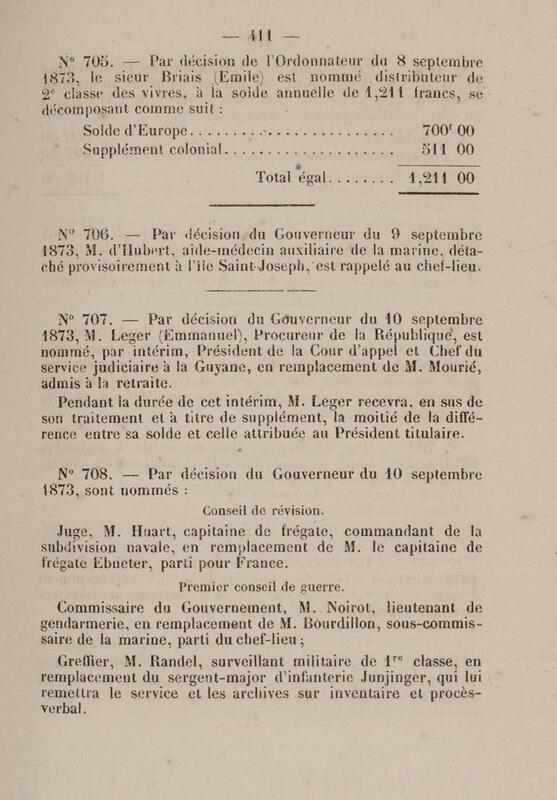 — 411 —
N° 705. — Par décision de l'Ordonnateur du 8 septembre
1873, le sieur Briais (Emile) est nommé distributeur de
2e classe des vivres, à la solde annuelle de 1,211 francs, se
décomposant comme suit :
Solde d'Europe.......................... 700f 00
Supplément colonial..................... 511 00
Total égal........ 1,211 00
N° 706. — Par décision du Gouverneur du 9 septembre
1873, M. d'Hubert, aide-médecin auxiliaire de la marine, déta-
ché provisoirement à l'île Saint-Joseph, est rappelé au chef-lieu.
N° 707. — Par décision du Gouverneur du 10 septembre
1873, M. Leger (Emmanuel), Procureur de la République, est
nommé, par intérim, Président de la Cour d'appel et Chef du
service judiciaire à la Guyane, en remplacement de M. Mourié,
admis à la retraite.
Pendant la durée de cet intérim, M. Leger recevra, en sus de
son traitement et à titre de supplément, la moitié de la diffé-
rence entre sa solde et celle attribuée au Président titulaire.
N° 708. — Par décision du Gouverneur du 10 septembre
1873, sont nommés :
Conseil de révision.
Juge, M. Huart, capitaine de frégate, commandant de la
subdivision navale, en remplacement de M. le capitaine de
frégate Ebueter, parti pour France.
Premier conseil de guerre.
Commissaire du Gouvernement, M. Noirot, lieutenant de
gendarmerie, en remplacement de M. Bourdillon, sous-commis-
saire de la marine, parti du chef-lieu ;
Greffier, M. Randel, surveillant militaire de 1re classe, en
remplacement du sergent-major d'infanterie Junjinger, qui lui
remettra le service et les archives sur inventaire et procès-
verbal.